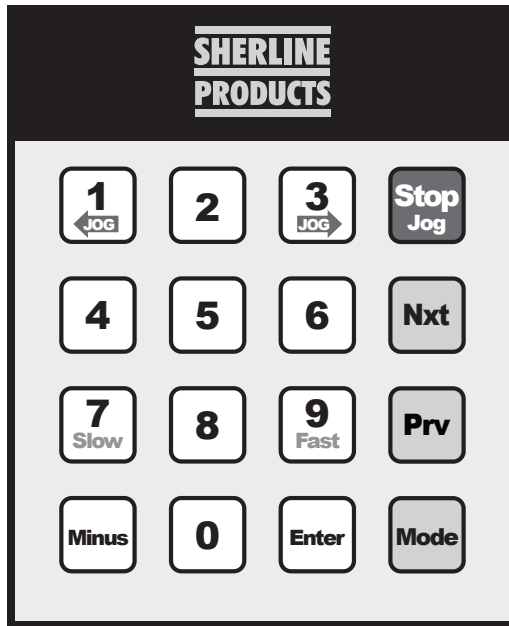 SHERLINE
PRODUCTS
1
JOG
2
3
JOG
Stop
Jog
4
5
6
Nxt
7
Slow
8
9
Fast
Prv
Minus
0
Enter
Mode